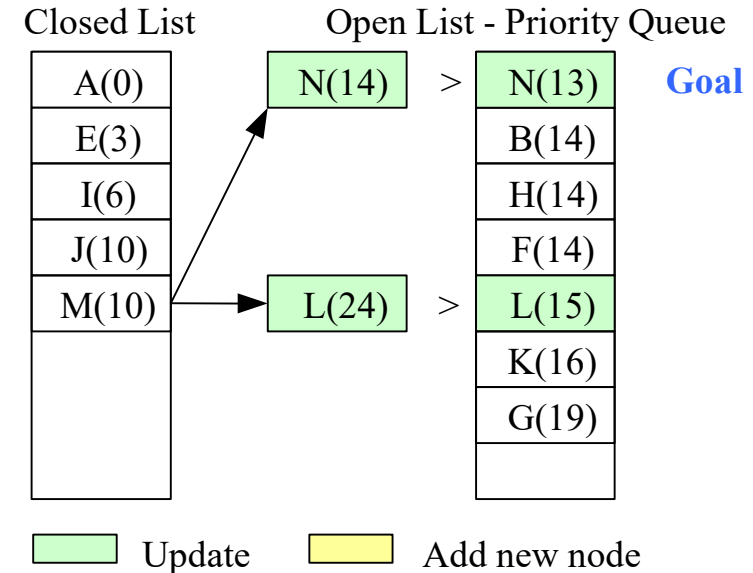 Closed List Open List - Priority Queue
A(0) N(14) > N(13) Goal
E(3) B(14)
I(6) H(14)
J(10) F(14)
M(10) L(24) > L(15)
K(16)
G(19)
Update Add new node